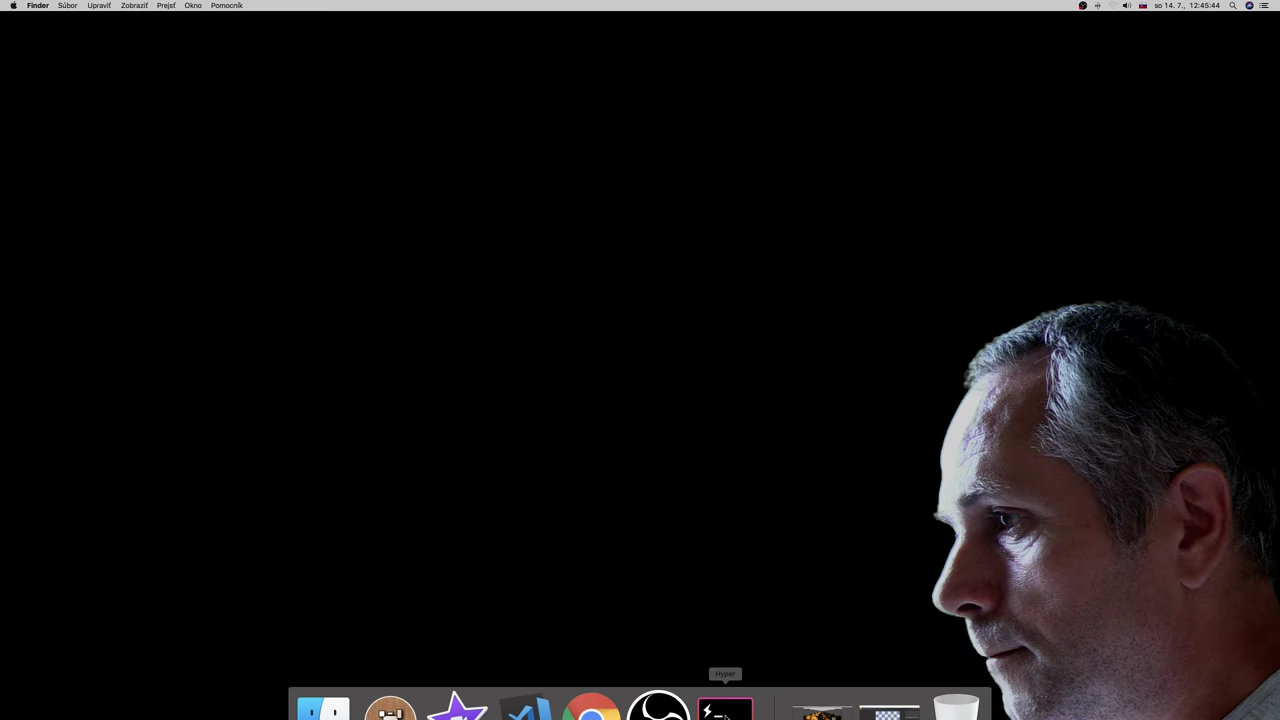 Finder Súbor Upraviť Zobraziť Prejsť Okno Pomocník so 14. 7., 12:45:44
Hyper